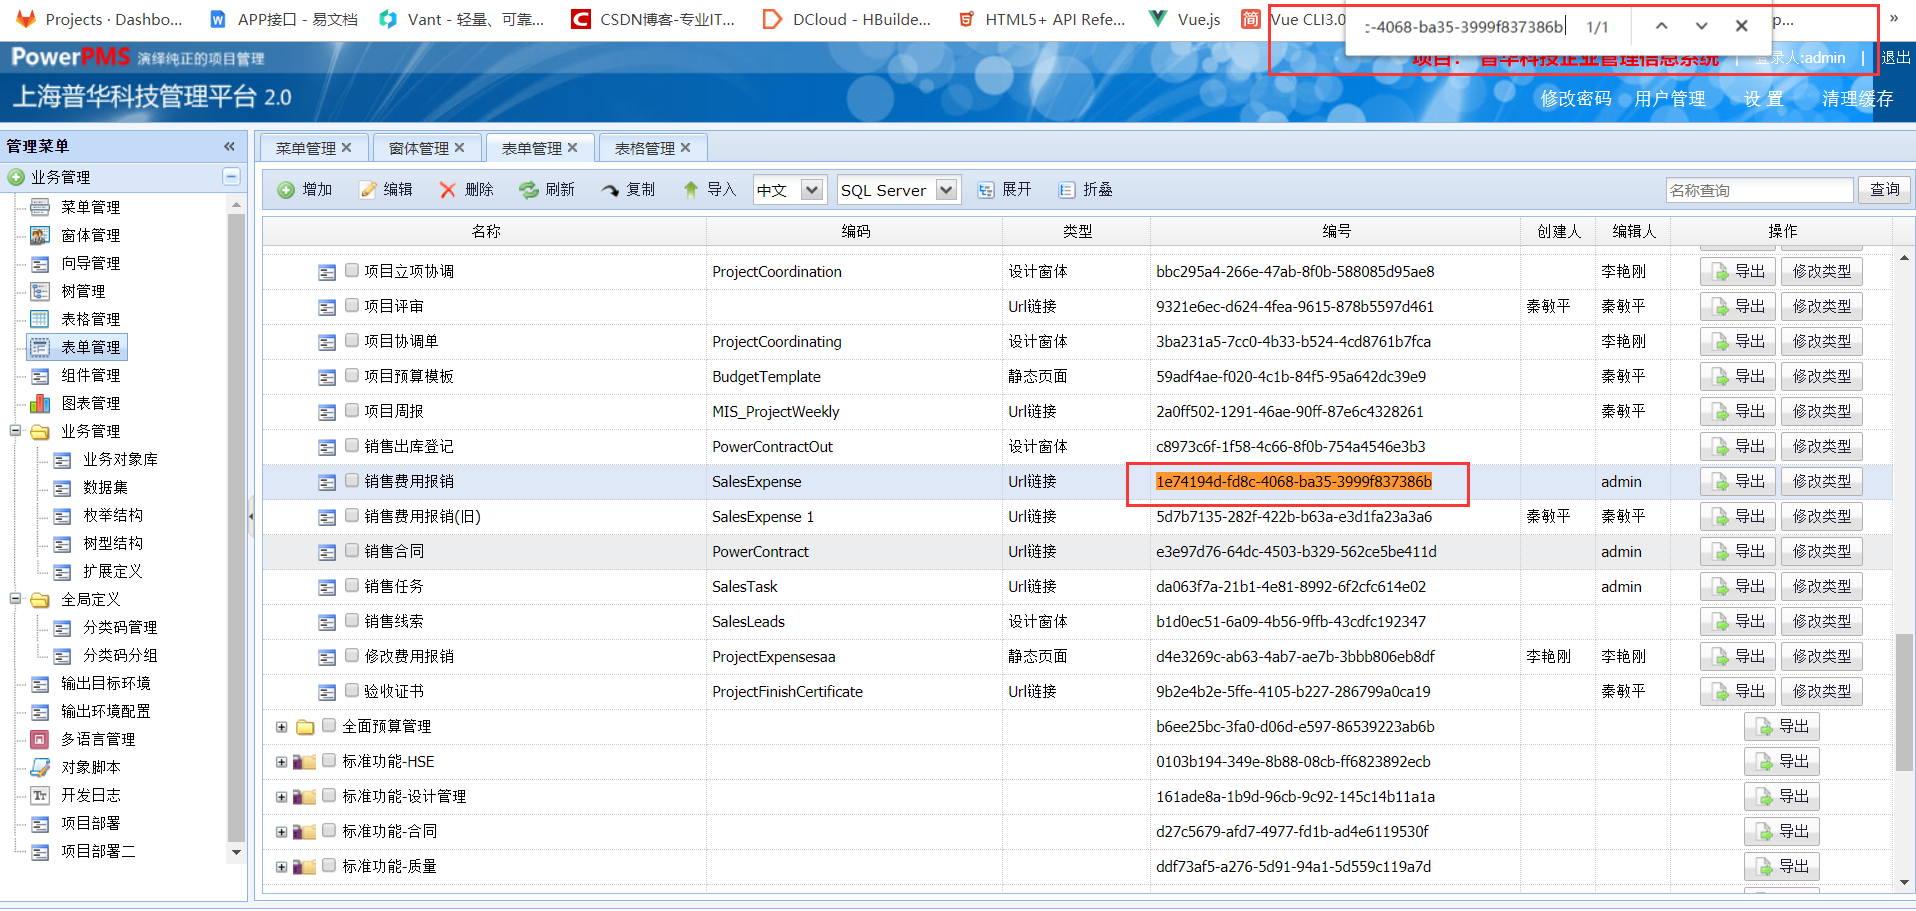 Projects · Dashbo... APP接口 - 易文档 Vant - 轻量、可靠... CSDN博客-专业IT... DCloud - HBuilde... HTML5+ API Refe... Vue.js Vue CLI3.0 p... »
-4068-ba35-3999f837386b 1/1
PowerPMS 演绎纯正的项目管理
项目: 普华科技企业管理信息系统 | 登录人:admin | 退出
上海普华科技管理平台 2.0
修改密码 用户管理 设 置 清理缓存
管理菜单 «
菜单管理 窗体管理 表单管理 表格管理
业务管理
增加 编辑 删除 刷新 复制 导入 中文 SQL Server 展开 折叠 名称查询 查询
菜单管理
窗体管理
向导管理
树管理
表格管理
表单管理
组件管理
图表管理
业务管理
业务对象库
数据集
枚举结构
树型结构
扩展定义
全局定义
分类码管理
分类码分组
输出目标环境
输出环境配置
多语言管理
对象脚本
开发日志
项目部署
项目部署二
名称 编码 类型 编号 创建人 编辑人 操作
项目立项协调 ProjectCoordination 设计窗体 bbc295a4-266e-47ab-8f0b-588085d95ae8 李艳刚 导出 修改类型
项目评审 Url链接 9321e6ec-d624-4fea-9615-878b5597d461 秦敏平 秦敏平 导出 修改类型
项目协调单 ProjectCoordinating 设计窗体 3ba231a5-7cc0-4b33-b524-4cd8761b7fca 李艳刚 导出 修改类型
项目预算模板 BudgetTemplate 静态页面 59adf4ae-f020-4c1b-84f5-95a642dc39e9 秦敏平 导出 修改类型
项目周报 MIS_ProjectWeekly Url链接 2a0ff502-1291-46ae-90ff-87e6c4328261 秦敏平 导出 修改类型
销售出库登记 PowerContractOut 设计窗体 c8973c6f-1f58-4c66-8f0b-754a4546e3b3 导出 修改类型
销售费用报销 SalesExpense Url链接 1e74194d-fd8c-4068-ba35-3999f837386b admin 导出 修改类型
销售费用报销(旧) SalesExpense 1 Url链接 5d7b7135-282f-422b-b63a-e3d1fa23a3a6 秦敏平 秦敏平 导出 修改类型
销售合同 PowerContract Url链接 e3e97d76-64dc-4503-b329-562ce5be411d admin 导出 修改类型
销售任务 SalesTask Url链接 da063f7a-21b1-4e81-8992-6f2cfc614e02 admin 导出 修改类型
销售线索 SalesLeads 设计窗体 b1d0ec51-6a09-4b56-9ffb-43cdfc192347 导出 修改类型
修改费用报销 ProjectExpensesaa 静态页面 d4e3269c-ab63-4ab7-ae7b-3bbb806eb8df 李艳刚 李艳刚 导出 修改类型
验收证书 ProjectFinishCertificate Url链接 9b2e4b2e-5ffe-4105-b227-286799a0ca19 秦敏平 导出 修改类型
全面预算管理 b6ee25bc-3fa0-d06d-e597-86539223ab6b 导出
标准功能-HSE 0103b194-349e-8b88-08cb-ff6823892ecb 导出
标准功能-设计管理 161ade8a-1b9d-96cb-9c92-145c14b11a1a 导出
标准功能-合同 d27c5679-afd7-4977-fd1b-ad4e6119530f 导出
标准功能-质量 ddf73af5-a276-5d91-94a1-5d559c119a7d 导出